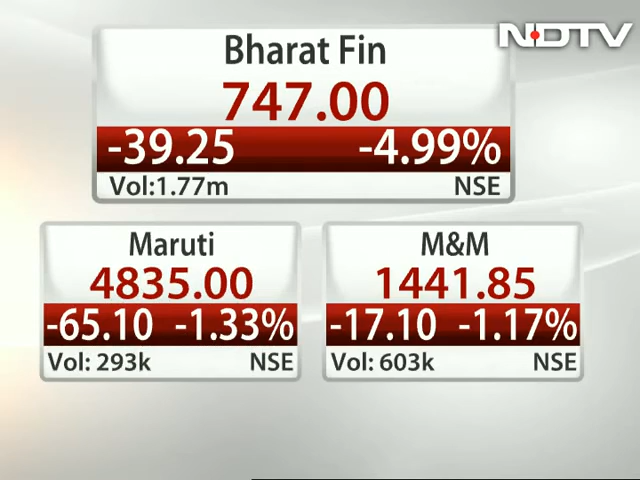 NDTV
Bharat Fin
747.00
-39.25 -4.99%
Vol:1.77m NSE
Maruti
4835.00
-65.10 -1.33%
Vol: 293k NSE
M&M
1441.85
-17.10 -1.17%
Vol: 603k NSE